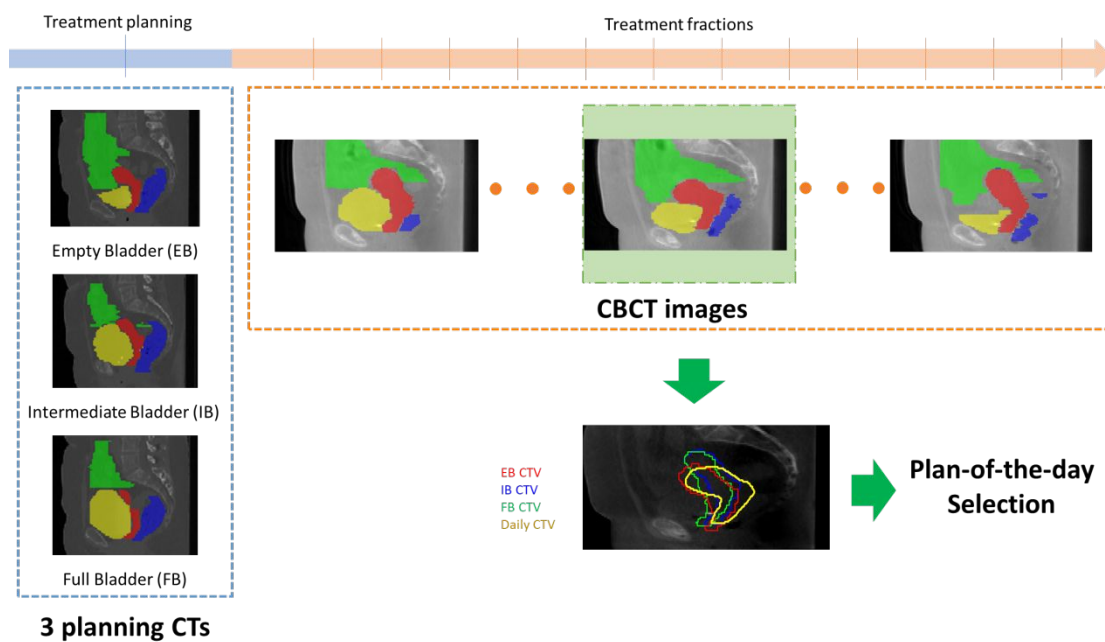 Treatment planning
Treatment fractions
Empty Bladder (EB)
Intermediate Bladder (IB)
Full Bladder (FB)
3 planning CTs
CBCT images
EB CTV
IB CTV
FB CTV
Daily CTV
Plan-of-the-day
Selection